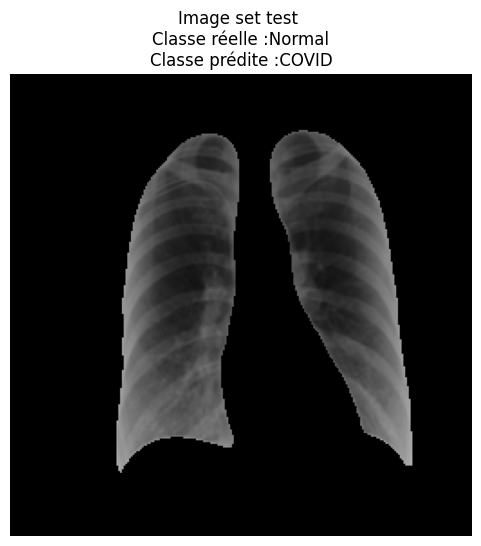 Image set test
Classe réelle :Normal
Classe prédite :COVID